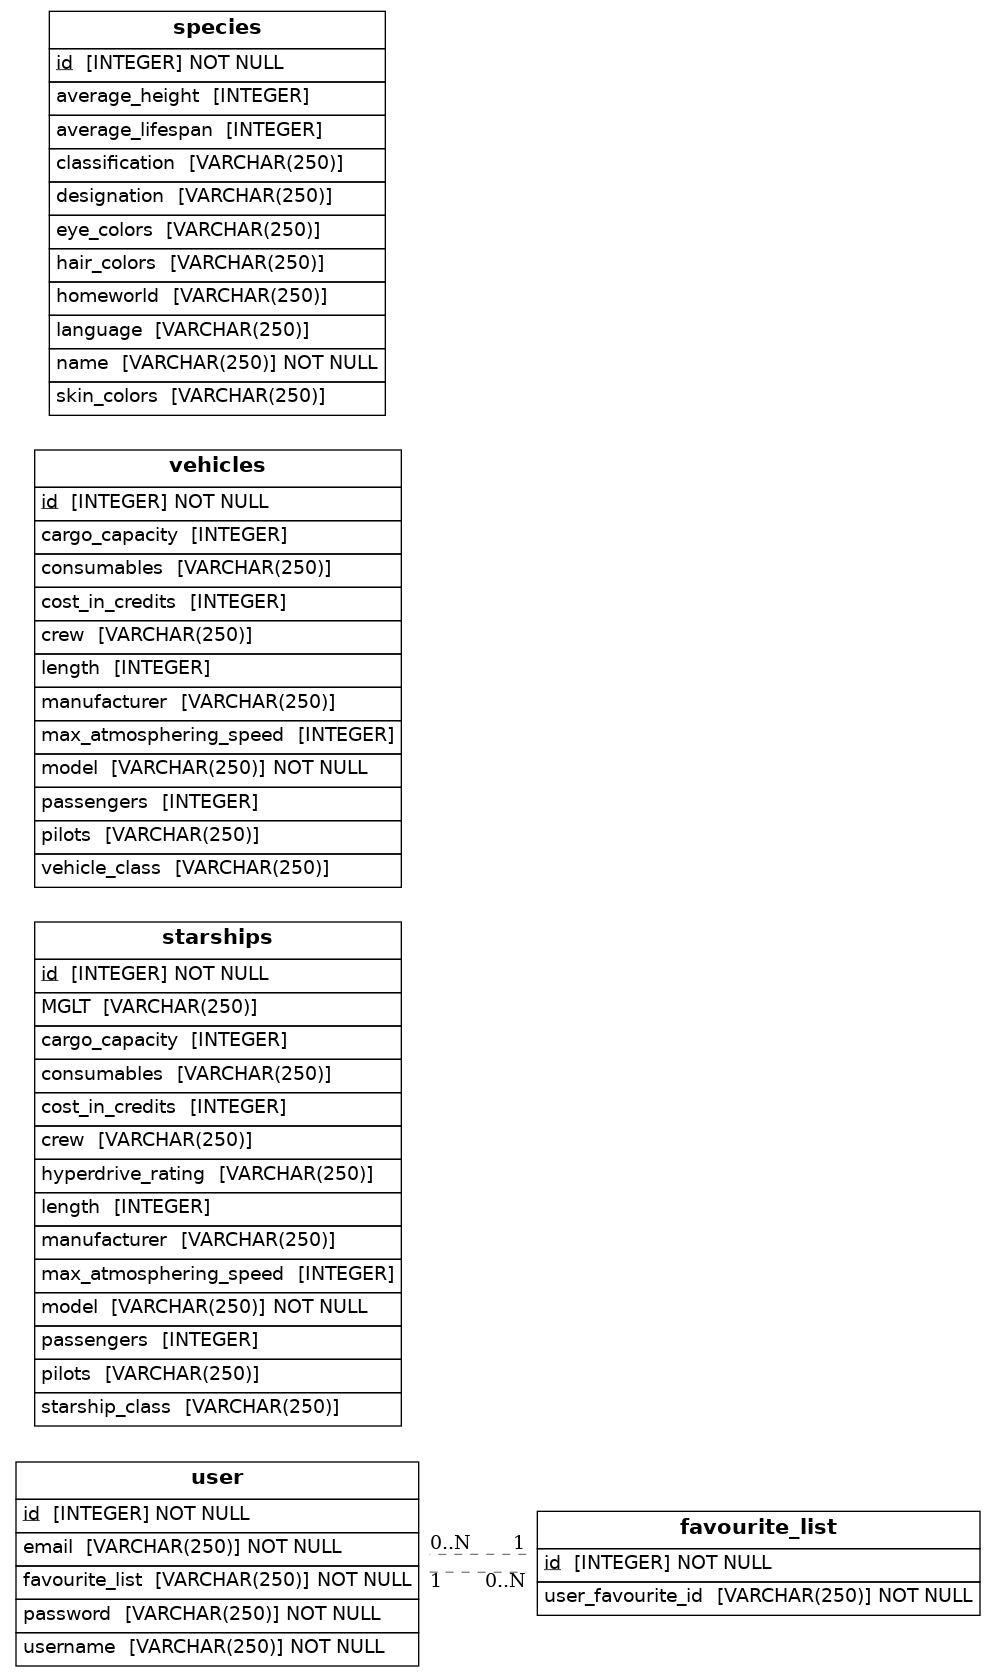 species
id [INTEGER] NOT NULL
average_height [INTEGER]
average_lifespan [INTEGER]
classification [VARCHAR(250)]
designation [VARCHAR(250)]
eye_colors [VARCHAR(250)]
hair_colors [VARCHAR(250)]
homeworld [VARCHAR(250)]
language [VARCHAR(250)]
name [VARCHAR(250)] NOT NULL
skin_colors [VARCHAR(250)]
vehicles
id [INTEGER] NOT NULL
cargo_capacity [INTEGER]
consumables [VARCHAR(250)]
cost_in_credits [INTEGER]
crew [VARCHAR(250)]
length [INTEGER]
manufacturer [VARCHAR(250)]
max_atmosphering_speed [INTEGER]
model [VARCHAR(250)] NOT NULL
passengers [INTEGER]
pilots [VARCHAR(250)]
vehicle_class [VARCHAR(250)]
starships
id [INTEGER] NOT NULL
MGLT [VARCHAR(250)]
cargo_capacity [INTEGER]
consumables [VARCHAR(250)]
cost_in_credits [INTEGER]
crew [VARCHAR(250)]
hyperdrive_rating [VARCHAR(250)]
length [INTEGER]
manufacturer [VARCHAR(250)]
max_atmosphering_speed [INTEGER]
model [VARCHAR(250)] NOT NULL
passengers [INTEGER]
pilots [VARCHAR(250)]
starship_class [VARCHAR(250)]
user
id [INTEGER] NOT NULL
email [VARCHAR(250)] NOT NULL
favourite_list [VARCHAR(250)] NOT NULL
password [VARCHAR(250)] NOT NULL
username [VARCHAR(250)] NOT NULL
0..N 1
1 0..N
favourite_list
id [INTEGER] NOT NULL
user_favourite_id [VARCHAR(250)] NOT NULL